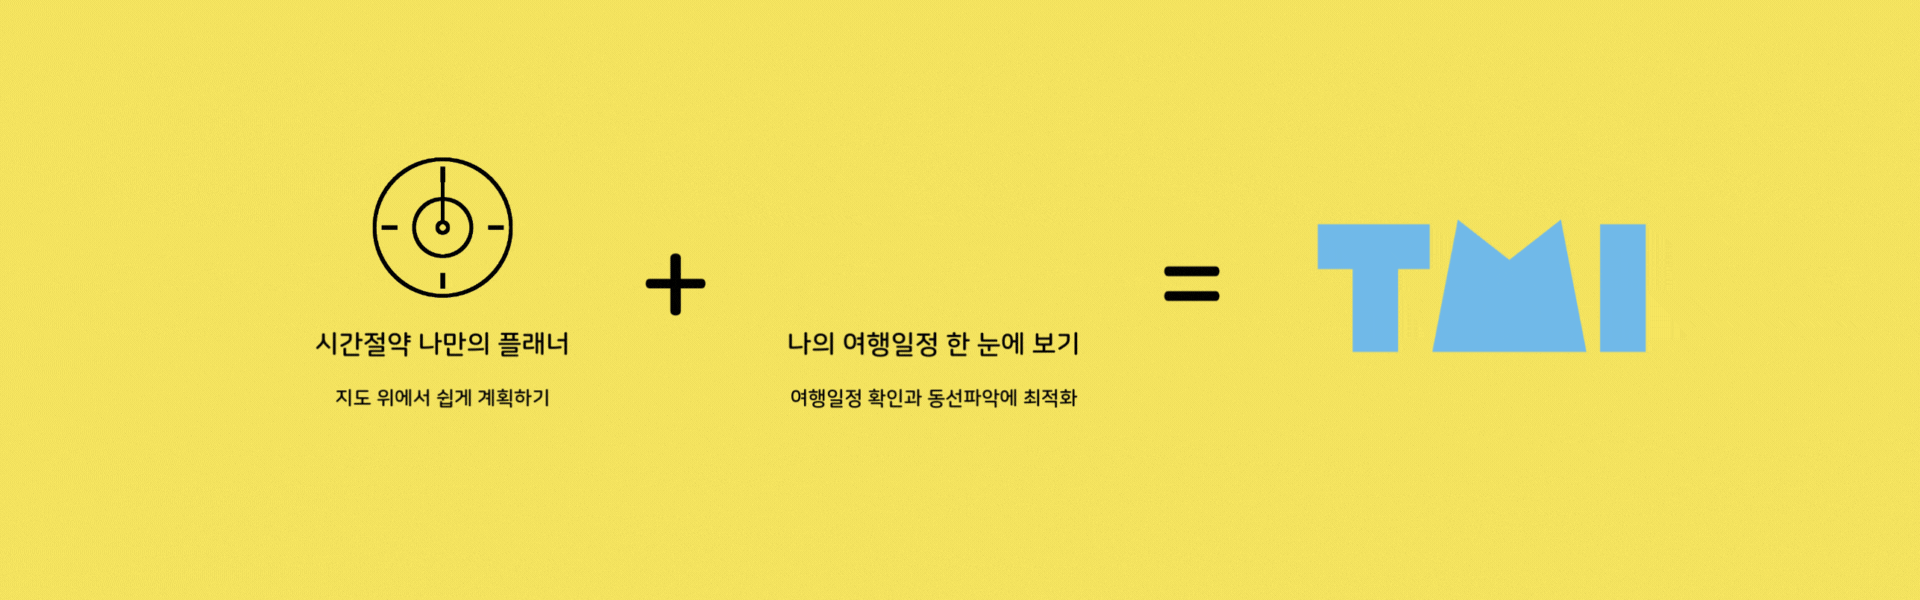 시간절약 나만의 플래너
지도 위에서 쉽게 계획하기
+
나의 여행일정 한 눈에 보기
여행일정 확인과 동선파악에 최적화
=
TMI